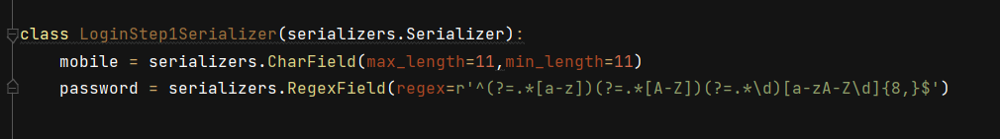 class LoginStep1Serializer(serializers.Serializer):
    mobile = serializers.CharField(max_length=11,min_length=11)
    password = serializers.RegexField(regex=r'^(?=.*[a-z])(?=.*[A-Z])(?=.*\d)[a-zA-Z\d]{8,}$')